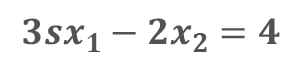 3sx₁ − 2x₂ = 4